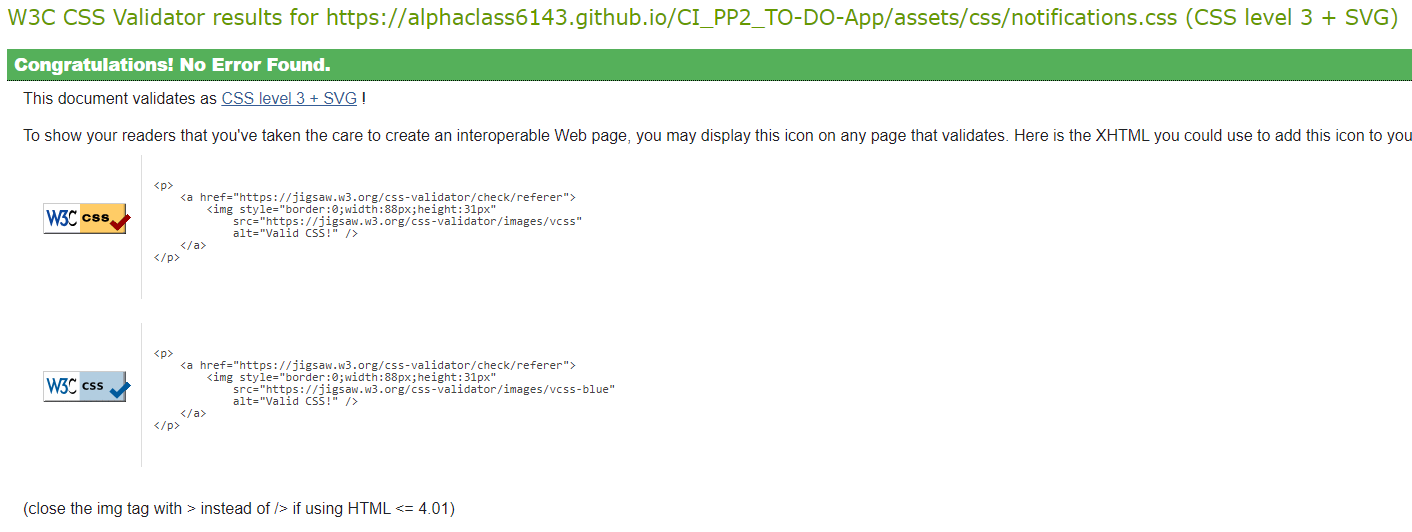 W3C CSS Validator results for https://alphaclass6143.github.io/CI_PP2_TO-DO-App/assets/css/notifications.css (CSS level 3 + SVG)
Congratulations! No Error Found.
This document validates as CSS level 3 + SVG !
To show your readers that you've taken the care to create an interoperable Web page, you may display this icon on any page that validates. Here is the XHTML you could use to add this icon to you
<p>
<a href="https://jigsaw.w3.org/css-validator/check/referer">
<img style="border:0;width:88px;height:31px"
W3C css
src="https://jigsaw.w3.org/css-validator/images/vcss"
alt="Valid CSS!" />
</a>
</p>
<p>
<a href="https://jigsaw.w3.org/css-validator/check/referer">
<img style="border:0;width:88px;height:31px"
W3C css
src="https://jigsaw.w3.org/css-validator/images/vcss-blue"
alt="Valid CSS!" />
</a>
</p>
(close the img tag with > instead of /> if using HTML <= 4.01)